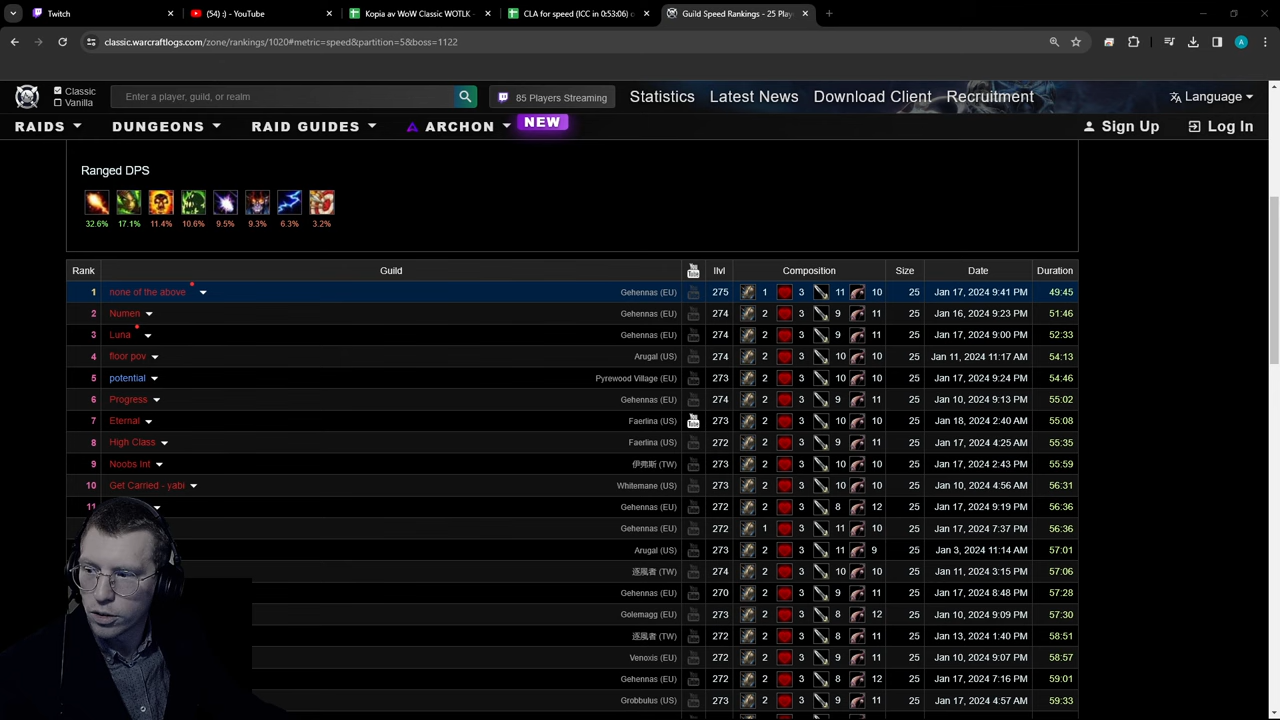 Twitch
(54) :) - YouTube
Kopia av WoW Classic WOTLK -
CLA for speed (ICC in 0:53:06)
Guild Speed Rankings - 25 Play
classic.warcraftlogs.com/zone/rankings/1020#metric=speed&partition=5&boss=1122
A
Classic
Vanilla
Enter a player, guild, or realm
85 Players Streaming
Statistics
Latest News
Download Client
Recruitment
Language
RAIDS
DUNGEONS
RAID GUIDES
ARCHON
NEW
Sign Up
Log In
Ranged DPS
32.6% 17.1% 11.4% 10.6% 9.5% 9.3% 6.3% 3.2%
Rank Guild lvl Composition Size Date Duration
1 none of the above Gehennas (EU) 275 1 3 11 10 25 Jan 17, 2024 9:41 PM 49:45
2 Numen Gehennas (EU) 274 2 3 9 11 25 Jan 16, 2024 9:23 PM 51:46
3 Luna Gehennas (EU) 274 2 3 9 11 25 Jan 17, 2024 9:00 PM 52:33
4 floor pov Arugal (US) 274 2 3 10 10 25 Jan 11, 2024 11:17 AM 54:13
5 potential Pyrewood Village (EU) 273 2 3 10 10 25 Jan 17, 2024 9:24 PM 54:46
6 Progress Gehennas (EU) 274 2 3 9 11 25 Jan 10, 2024 9:13 PM 55:02
7 Eternal Faerlina (US) 273 2 3 10 10 25 Jan 18, 2024 2:40 AM 55:08
8 High Class Faerlina (US) 272 2 3 9 11 25 Jan 17, 2024 4:25 AM 55:35
9 Noobs Int 伊弗斯 (TW) 273 2 3 10 10 25 Jan 17, 2024 2:43 PM 55:59
10 Get Carried - yabi Whitemane (US) 273 2 3 10 10 25 Jan 10, 2024 4:56 AM 56:31
11 Gehennas (EU) 272 2 3 8 12 25 Jan 17, 2024 9:19 PM 56:36
Gehennas (EU) 272 1 3 11 10 25 Jan 17, 2024 7:37 PM 56:36
Arugal (US) 273 2 3 11 9 25 Jan 3, 2024 11:14 AM 57:01
逐風者 (TW) 274 2 3 10 10 25 Jan 11, 2024 3:15 PM 57:06
Gehennas (EU) 270 2 3 9 11 25 Jan 17, 2024 8:48 PM 57:28
Golemagg (EU) 273 2 3 8 12 25 Jan 10, 2024 9:09 PM 57:30
逐風者 (TW) 272 2 3 8 11 25 Jan 13, 2024 1:40 PM 58:51
Venoxis (EU) 272 2 3 9 11 25 Jan 10, 2024 9:07 PM 58:57
Gehennas (EU) 272 2 3 8 12 25 Jan 17, 2024 7:16 PM 59:01
Grobbulus (US) 273 2 3 9 11 25 Jan 17, 2024 4:57 AM 59:33